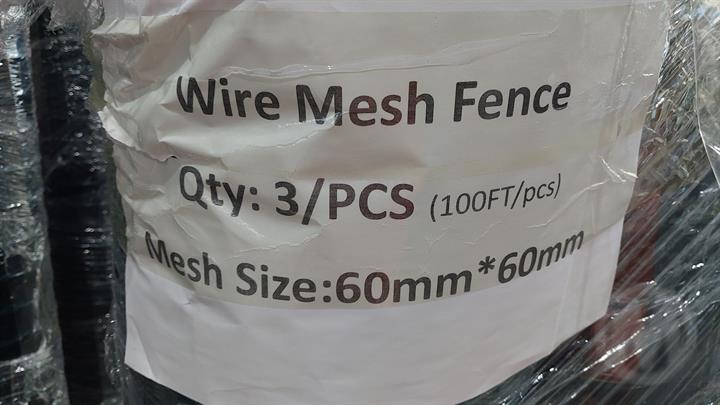 Wire Mesh Fence
Qty: 3/PCS (100FT/pcs)
Mesh Size:60mm*60mm